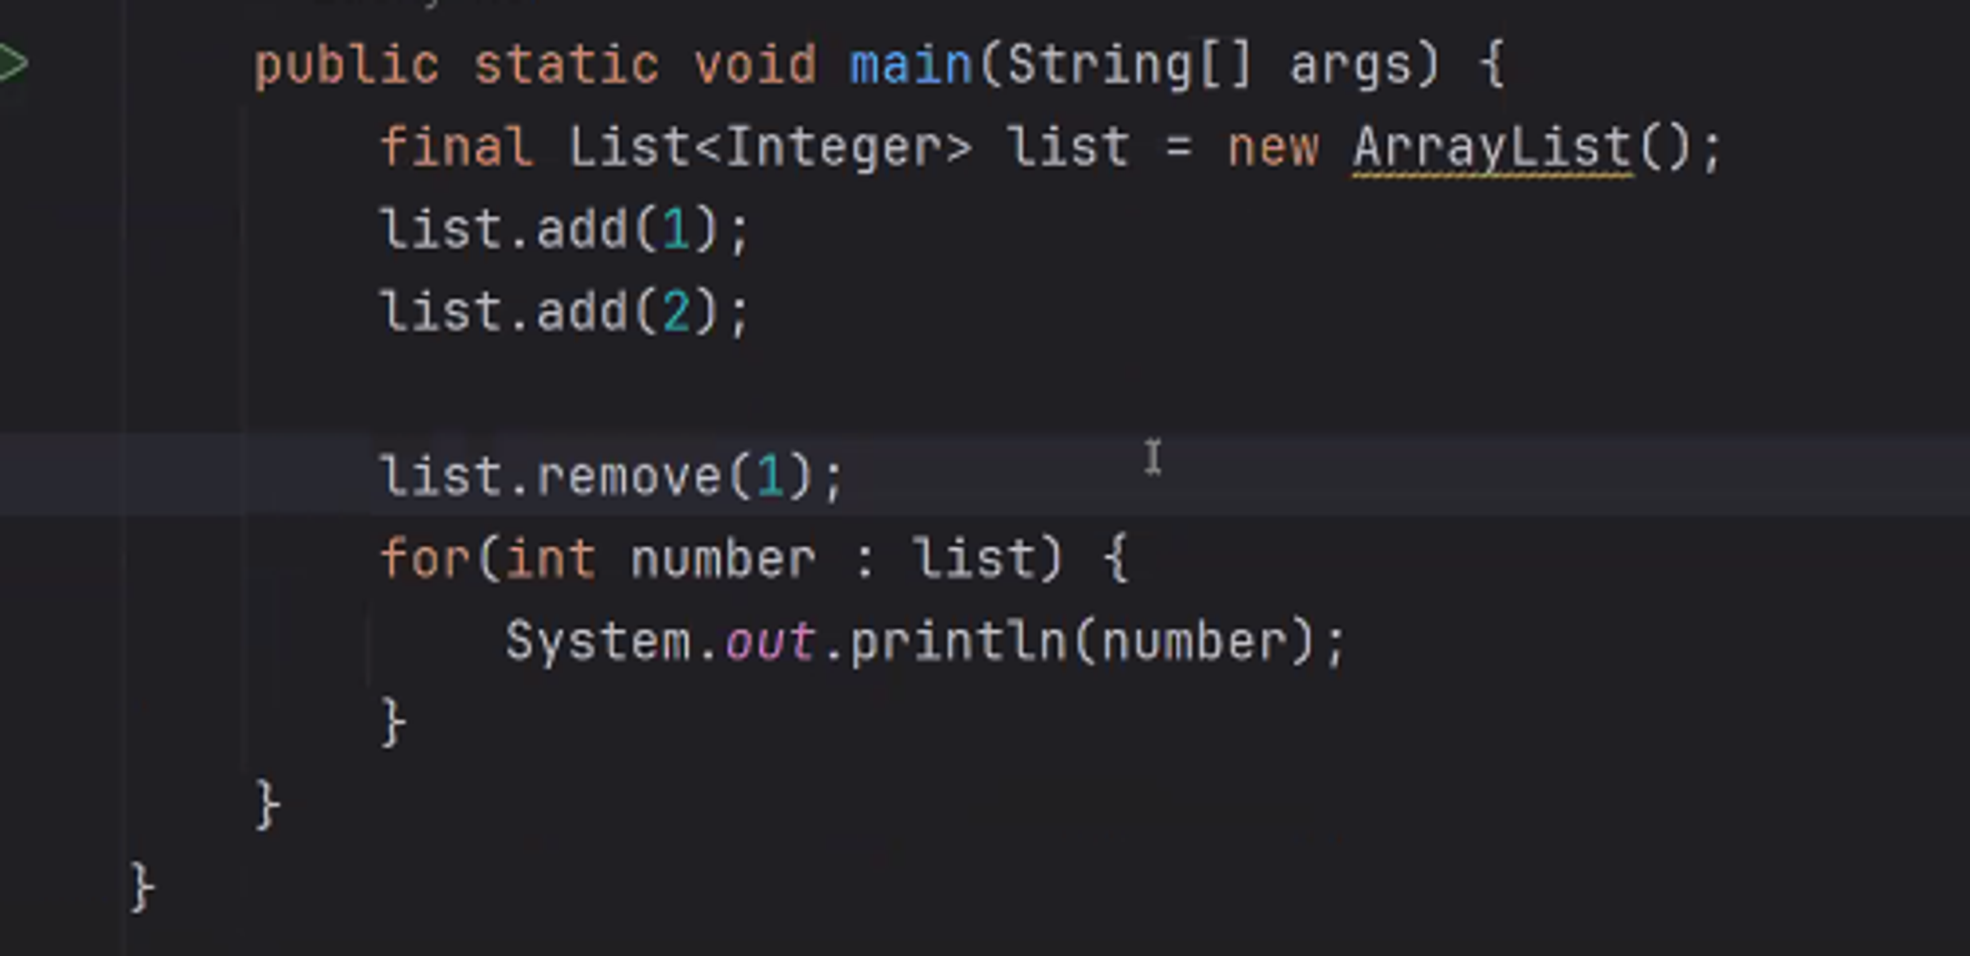 public static void main(String[] args) {
final List<Integer> list = new ArrayList();
list.add(1);
list.add(2);
list.remove(1);
for(int number : list) {
System.out.println(number);
}
}
}